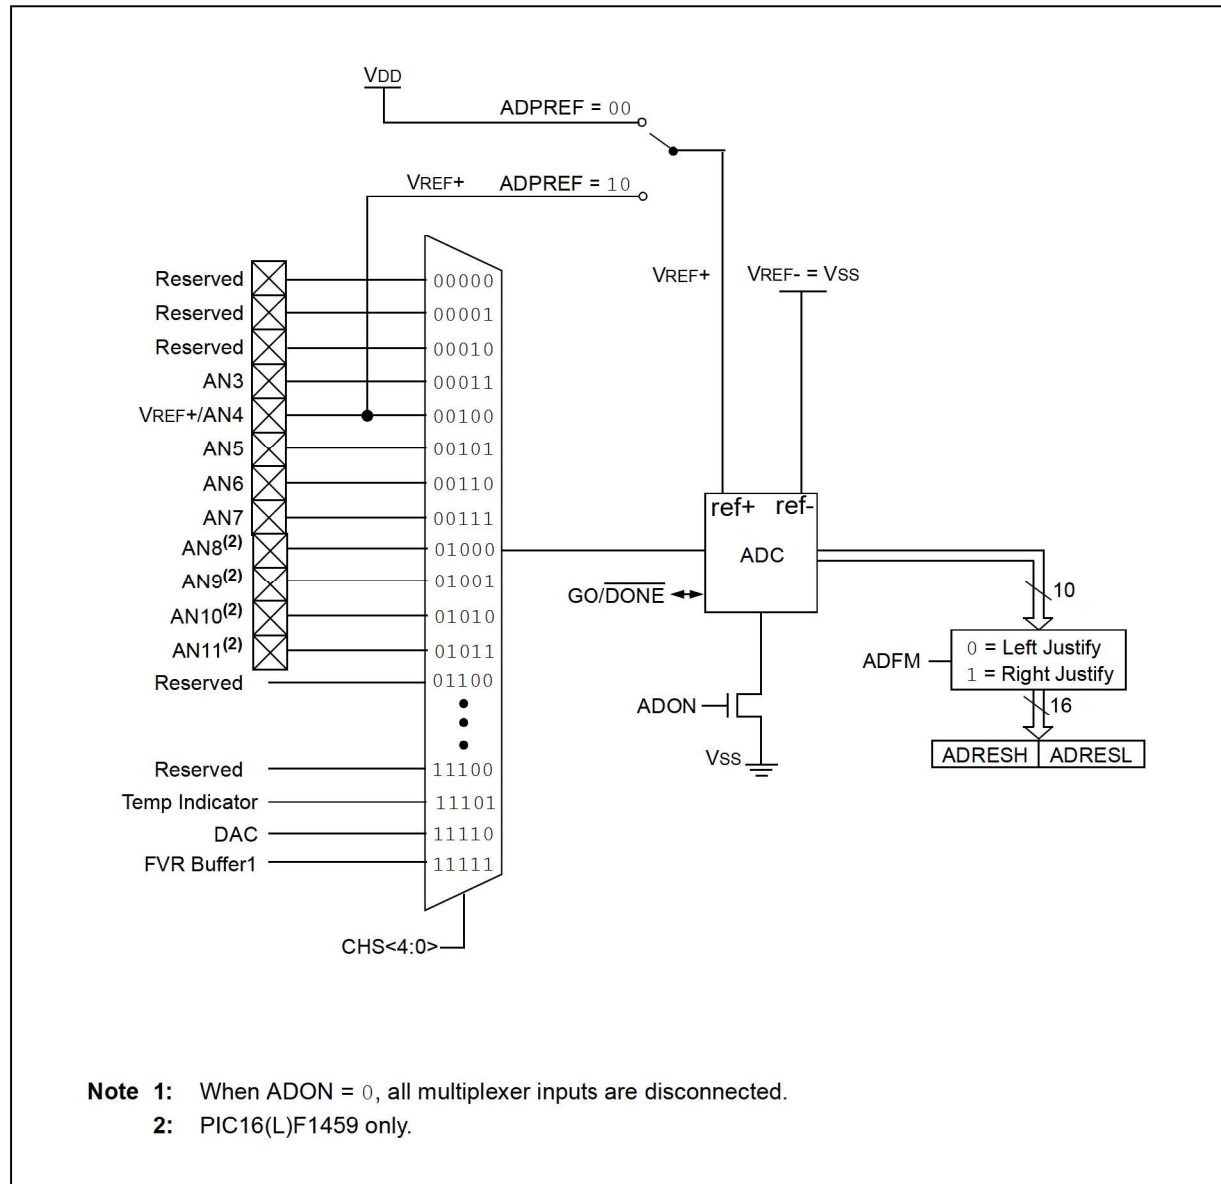 VDD
ADPREF = 00
VREF+ ADPREF = 10
VREF+ VREF- = VSS
Reserved 00000
Reserved 00001
Reserved 00010
AN3 00011
VREF+/AN4 00100
AN5 00101
AN6 00110
AN7 00111
AN8(2) 01000
AN9(2) 01001
AN10(2) 01010
AN11(2) 01011
Reserved 01100
Reserved 11100
Temp Indicator 11101
DAC 11110
FVR Buffer1 11111
CHS<4:0>
ref+ ref-
ADC
GO/DONE
10
ADFM
0 = Left Justify
1 = Right Justify
16
ADON
VSS
ADRESH ADRESL
Note 1: When ADON = 0, all multiplexer inputs are disconnected.
2: PIC16(L)F1459 only.